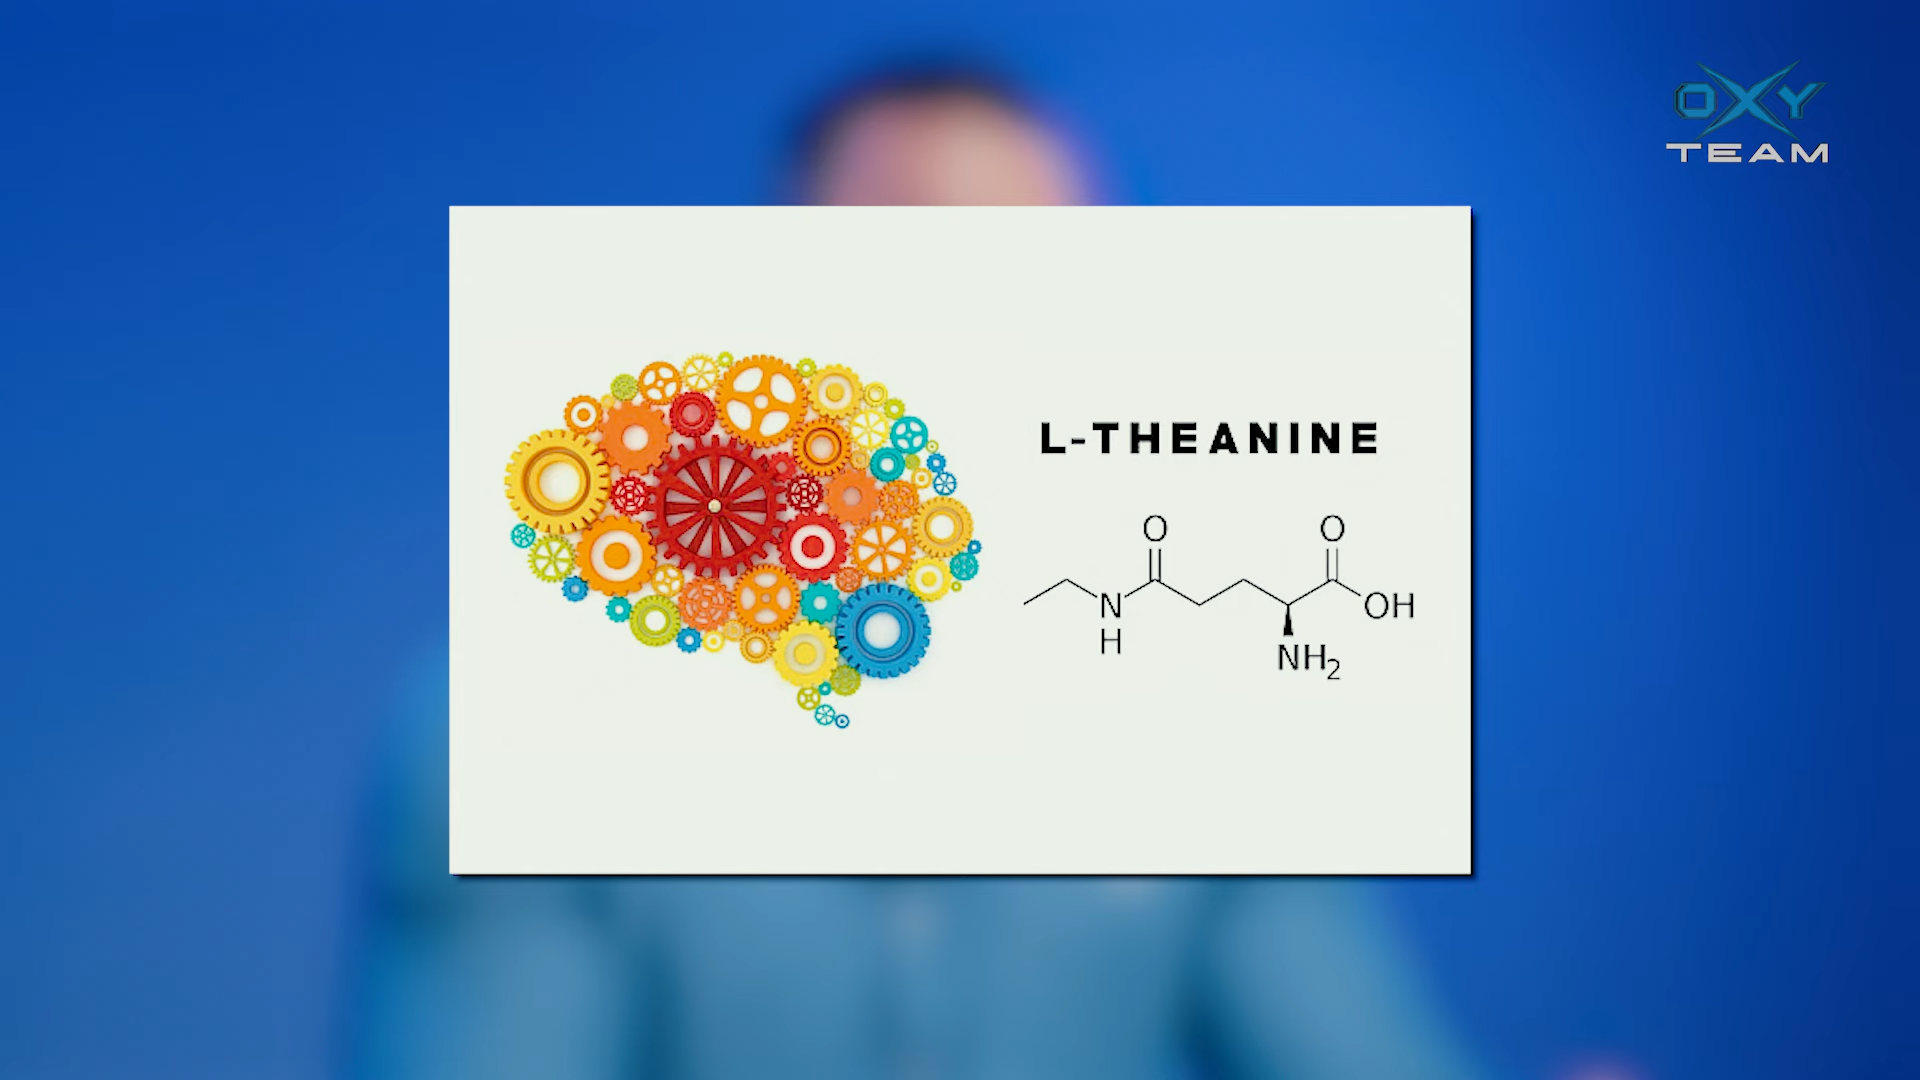 OXY
TEAM
L-THEANINE
O
O
N
H
OH
NH2